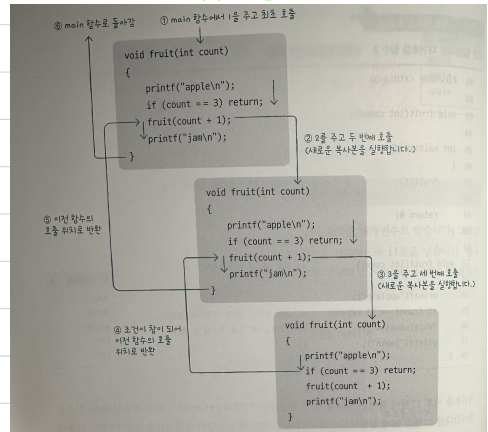 ⑥ main 함수로 돌아감
① main 함수에서 1을 주고 최초 호출
void fruit(int count)
{
printf("apple\n");
if (count == 3) return;
fruit(count + 1);
printf("jam\n");
}
② 2를 주고 두 번째 호출
(새로운 복사본을 실행합니다.)
void fruit(int count)
{
printf("apple\n");
if (count == 3) return;
fruit(count + 1);
printf("jam\n");
}
⑤ 이전 함수의
호출 위치로 반환
③ 3을 주고 세 번째 호출
(새로운 복사본을 실행합니다.)
④ 조건이 참이 되어
이전 함수의 호출
위치로 반환
void fruit(int count)
{
printf("apple\n");
if (count == 3) return;
fruit(count + 1);
printf("jam\n");
}